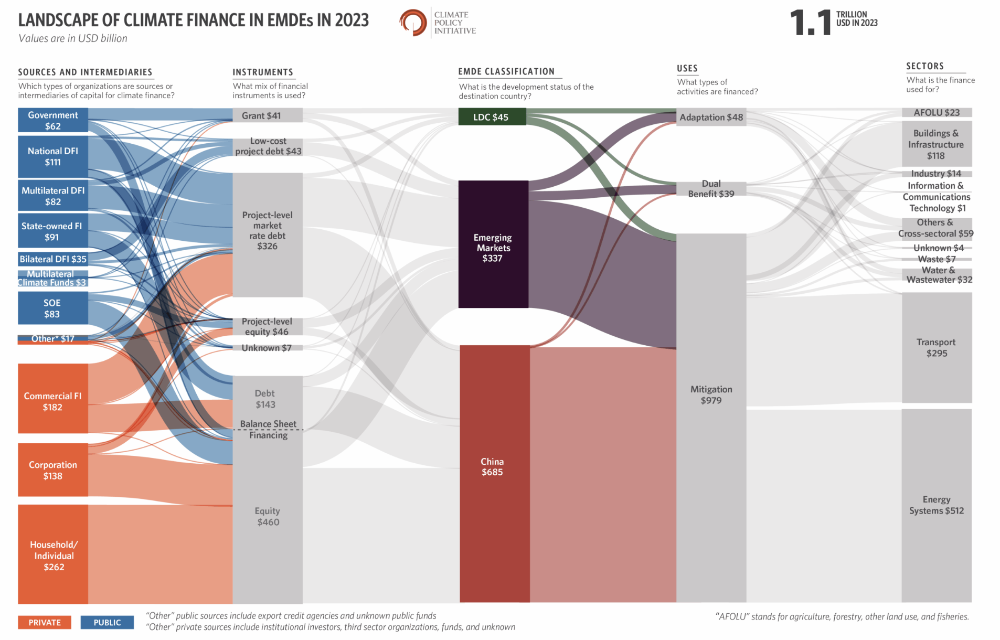 LANDSCAPE OF CLIMATE FINANCE IN EMDEs IN 2023
Values are in USD billion
CLIMATE
POLICY
INITIATIVE
1.1
TRILLION
USD IN 2023
SOURCES AND INTERMEDIARIES
Which types of organizations are sources or
intermediaries of capital for climate finance?
Government
$62
National DFI
$111
Multilateral DFI
$82
State-owned FI
$91
Bilateral DFI $35
Multilateral
Climate Funds $3
SOE
$83
Other* $17
Commercial FI
$182
Corporation
$138
Household/
Individual
$262
INSTRUMENTS
What mix of financial
instruments is used?
Grant $41
Low-cost
project debt $43
Project-level
market
rate debt
$326
Project-level
equity $46
Unknown $7
Debt
$143
Balance Sheet
Financing
Equity
$460
EMDE CLASSIFICATION
What is the development status of the
destination country?
LDC $45
Emerging
Markets
$337
China
$685
USES
What types of
activities are financed?
Adaptation $48
Dual
Benefit $39
Mitigation
$979
SECTORS
What is the finance
used for?
AFOLU $23
Buildings &
Infrastructure
$118
Industry $14
Information &
Communications
Technology $1
Others &
Cross-sectoral $59
Unknown $4
Waste $7
Water &
Wastewater $32
Transport
$295
Energy
Systems $512
PRIVATE
PUBLIC
“Other” public sources include export credit agencies and unknown public funds
“Other” private sources include institutional investors, third sector organizations, funds, and unknown
“AFOLU” stands for agriculture, forestry, other land use, and fisheries.